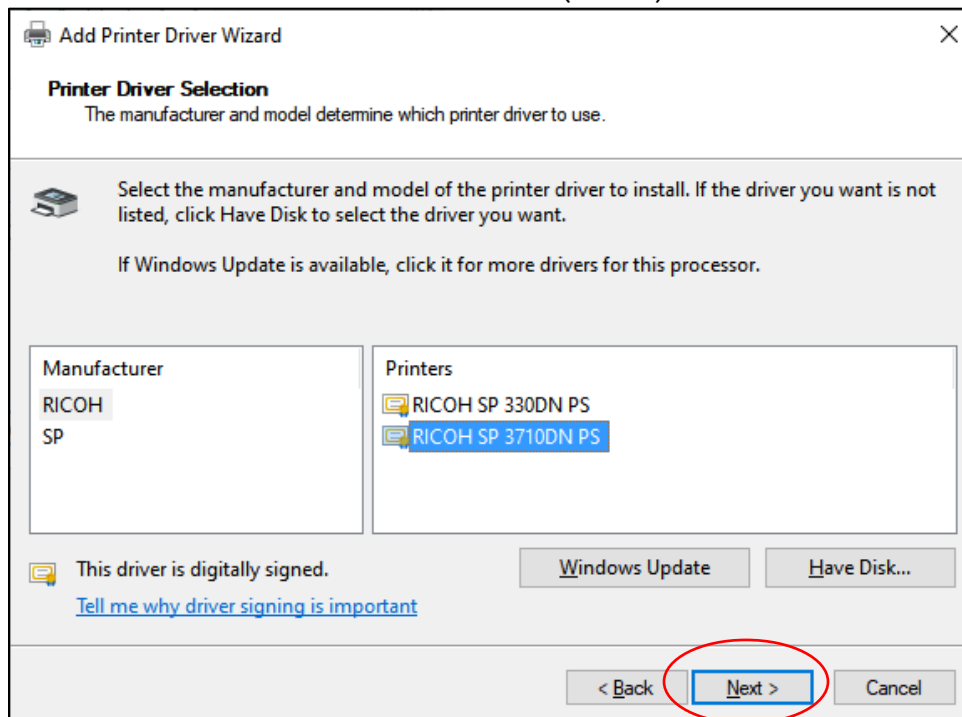 Add Printer Driver Wizard
Printer Driver Selection
The manufacturer and model determine which printer driver to use.
Select the manufacturer and model of the printer driver to install. If the driver you want is not
listed, click Have Disk to select the driver you want.
If Windows Update is available, click it for more drivers for this processor.
Manufacturer
RICOH
SP
Printers
RICOH SP 330DN PS
RICOH SP 3710DN PS
This driver is digitally signed.
Tell me why driver signing is important
Windows Update
Have Disk...
< Back
Next >
Cancel